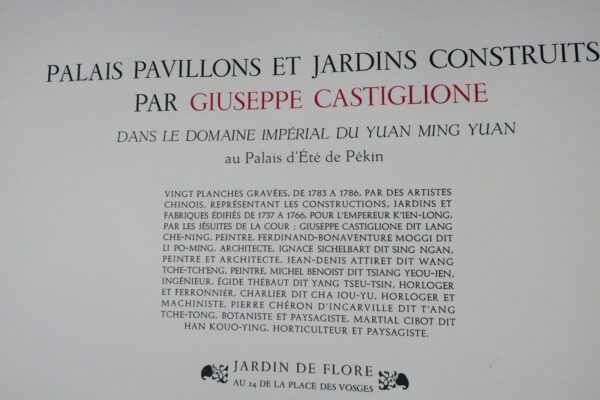 PALAIS PAVILLONS ET JARDINS CONSTRUITS
PAR GIUSEPPE CASTIGLIONE
DANS LE DOMAINE IMPÉRIAL DU YUAN MING YUAN
au Palais d'Été de Pékin
VINGT PLANCHES GRAVÉES, DE 1783 A 1786, PAR DES ARTISTES
CHINOIS, REPRÉSENTANT LES CONSTRUCTIONS, JARDINS ET
FABRIQUES ÉDIFIÉS DE 1737 A 1766, POUR L'EMPEREUR K'IEN-LONG,
PAR LES JÉSUITES DE LA COUR : GIUSEPPE CASTIGLIONE DIT LANG
CHE-NING, PEINTRE, FERDINAND-BONAVENTURE MOGGI DIT
LI PO-MING, ARCHITECTE, IGNACE SICHELBART DIT SING NGAN,
PEINTRE ET ARCHITECTE, JEAN-DENIS ATTIRET DIT WANG
TCHE-TCH'ENG, PEINTRE, MICHEL BENOIST DIT TSIANG YEOU-JEN,
INGÉNIEUR, ÉGIDE THÉBAUT DIT YANG TSEU-TSIN, HORLOGER
ET FERRONNIER, CHARLIER DIT CHA JOU-YU, HORLOGER ET
MACHINISTE, PIERRE CHÉRON D'INCARVILLE DIT T'ANG
TCHE-TONG, BOTANISTE ET PAYSAGISTE, MARTIAL CIBOT DIT
HAN KOUO-YING, HORTICULTEUR ET PAYSAGISTE.
JARDIN DE FLORE
AU 24 DE LA PLACE DES VOSGES